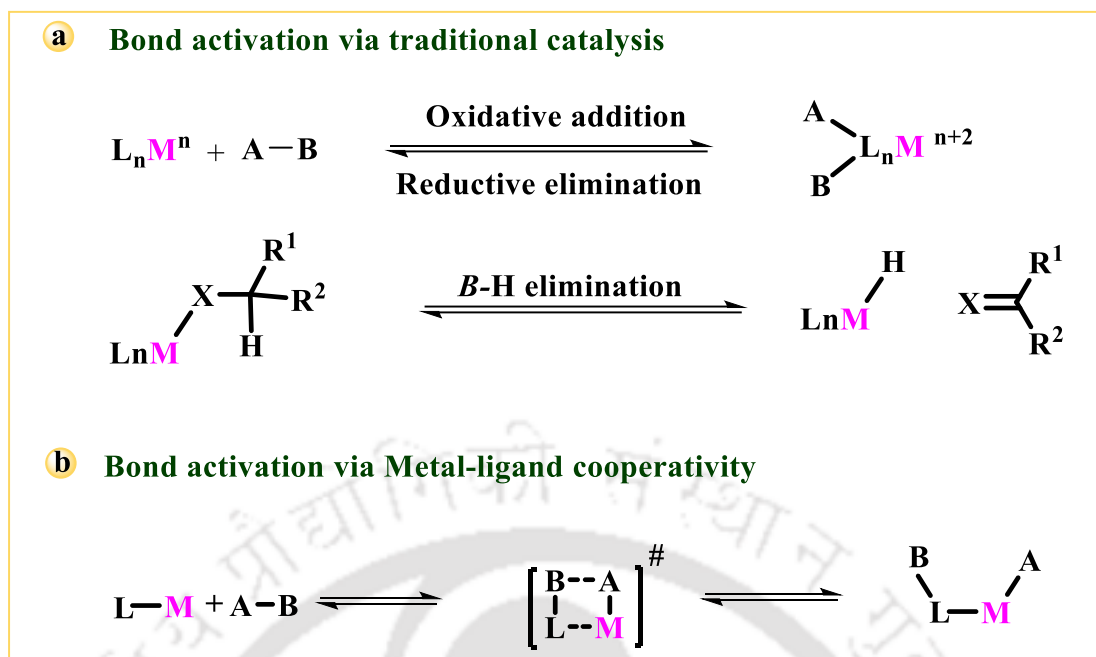 a Bond activation via traditional catalysis
LₙMⁿ + A—B Oxidative addition Reductive elimination A B LₙM ⁿ⁺²
X R¹ R² H LnM B-H elimination H LnM X R¹ R²
b Bond activation via Metal-ligand cooperativity
L—M + A—B [B--A L--M]# B A L—M
प्रौद्योगिकी संस्थान